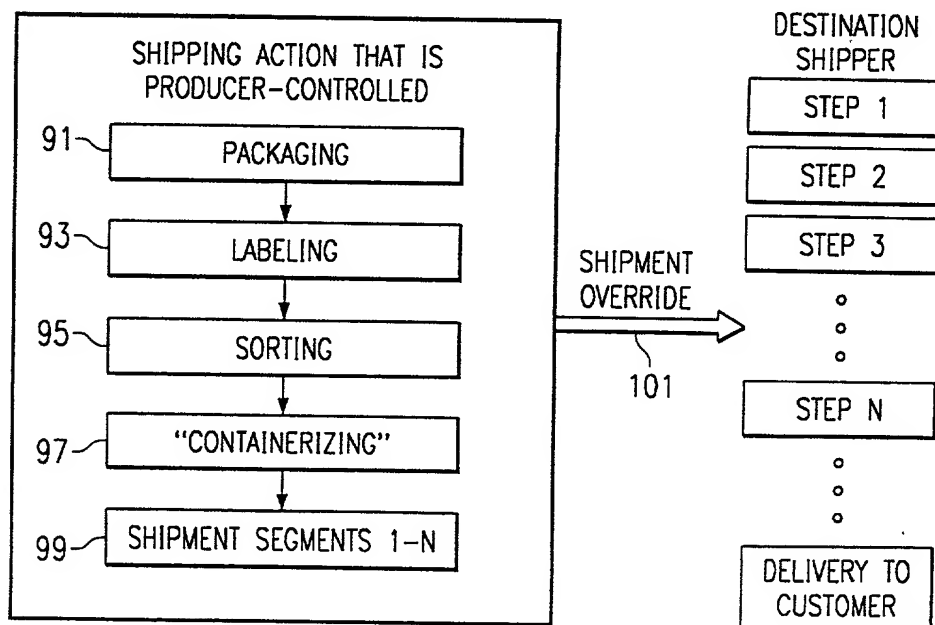 SHIPPING ACTION THAT IS
PRODUCER-CONTROLLED
91
PACKAGING
93
LABELING
95
SORTING
97
"CONTAINERIZING"
99
SHIPMENT SEGMENTS 1-N
SHIPMENT
OVERRIDE
101
DESTINATION
SHIPPER
STEP 1
STEP 2
STEP 3
STEP N
DELIVERY TO
CUSTOMER